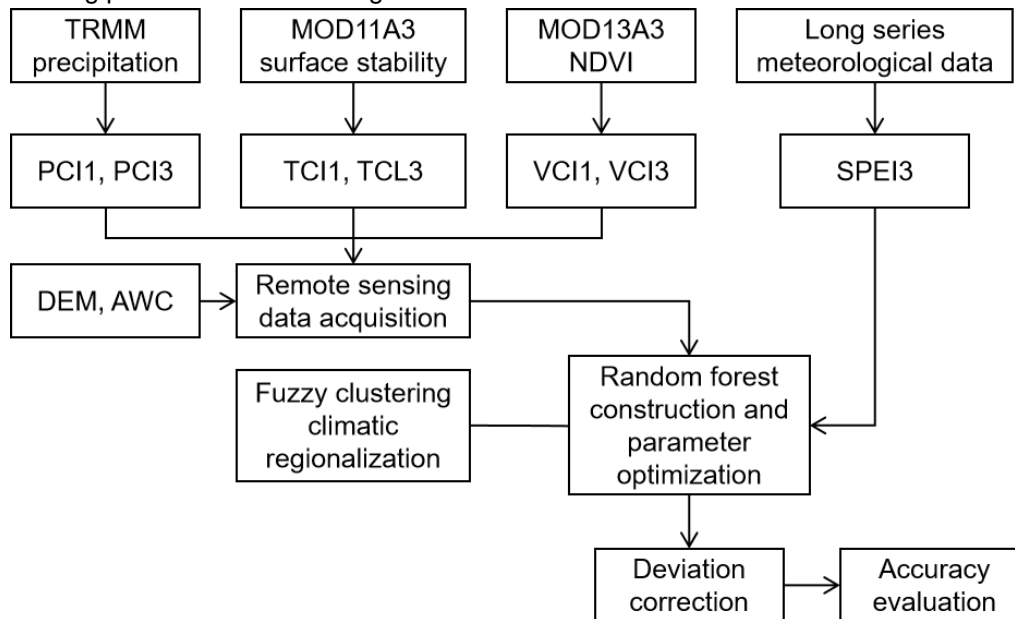 TRMM
precipitation
MOD11A3
surface stability
MOD13A3
NDVI
Long series
meteorological data
PCI1, PCI3
TCI1, TCL3
VCI1, VCI3
SPEI3
DEM, AWC
Remote sensing
data acquisition
Fuzzy clustering
climatic
regionalization
Random forest
construction and
parameter
optimization
Deviation
correction
Accuracy
evaluation